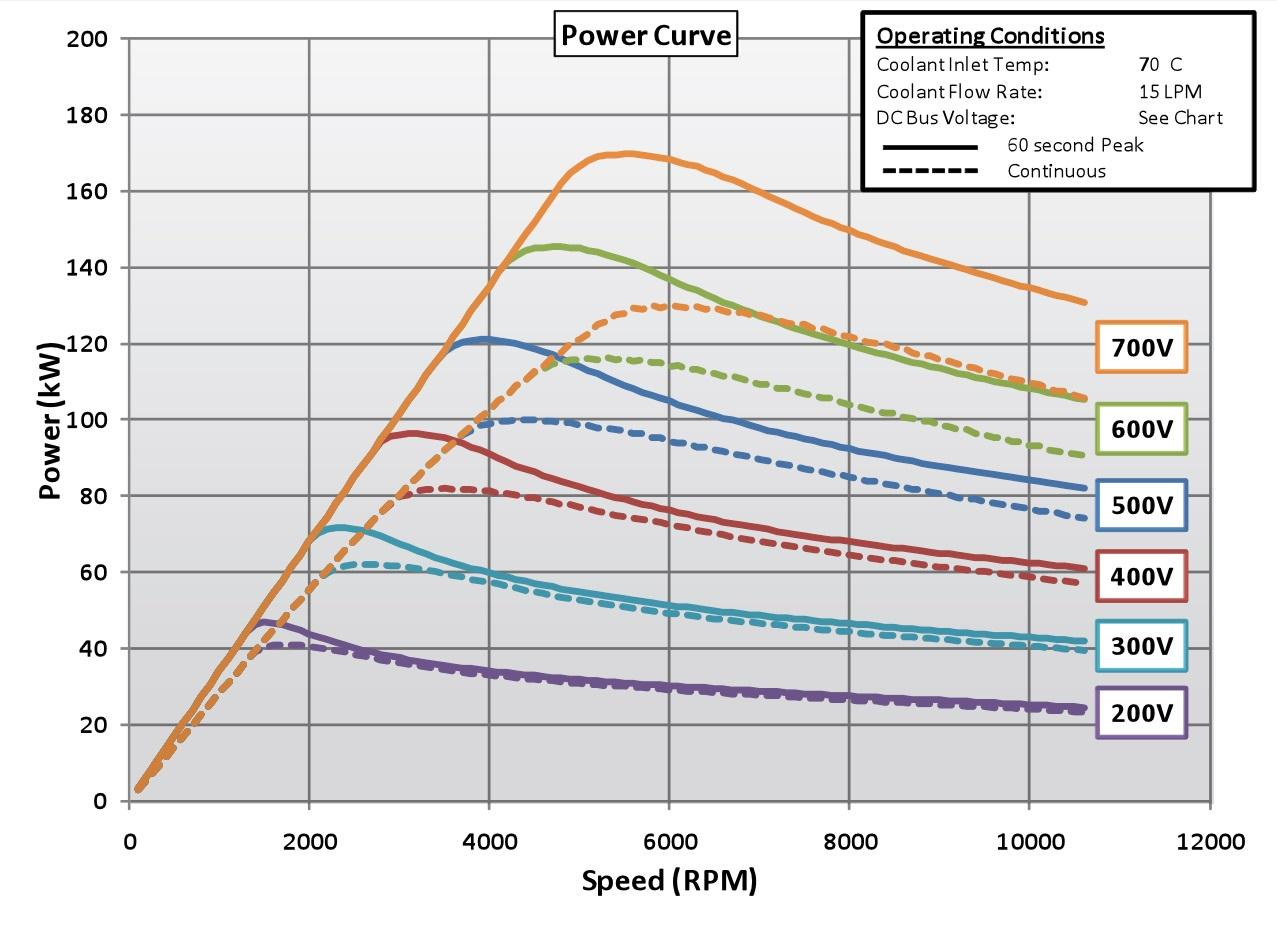 Power Curve
Operating Conditions
Coolant Inlet Temp: 70 C
Coolant Flow Rate: 15 LPM
DC Bus Voltage: See Chart
60 second Peak
Continuous
200
180
160
140
120
100
80
60
40
20
0
Power (kW)
700V
600V
500V
400V
300V
200V
0 2000 4000 6000 8000 10000 12000
Speed (RPM)